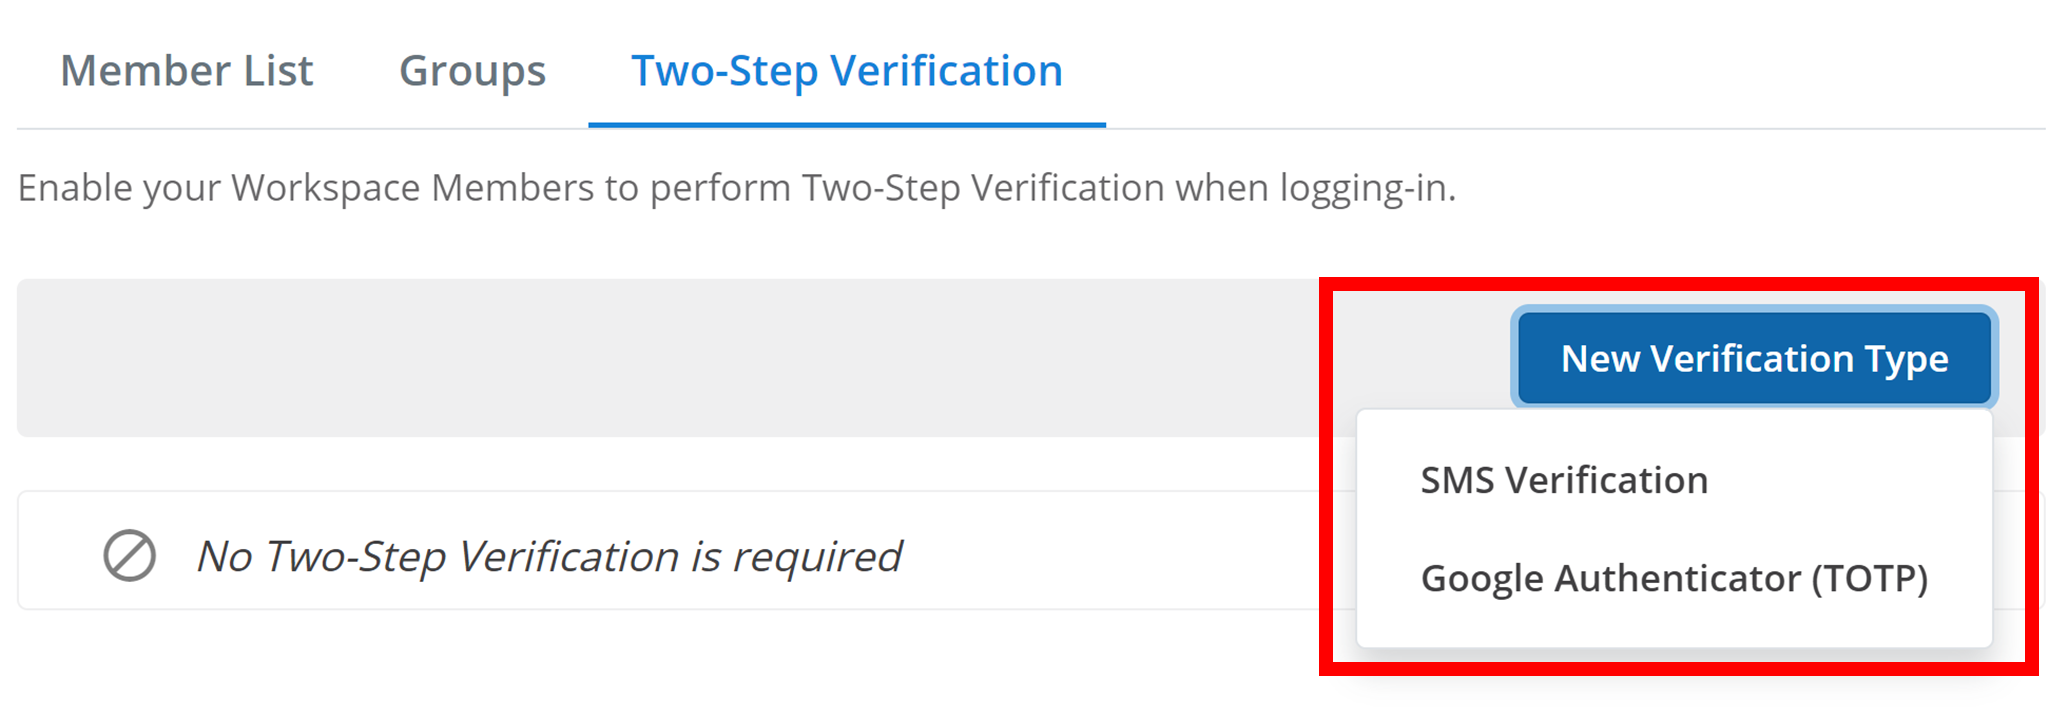 Member List Groups Two-Step Verification
Enable your Workspace Members to perform Two-Step Verification when logging-in.
New Verification Type
SMS Verification
Google Authenticator (TOTP)
No Two-Step Verification is required